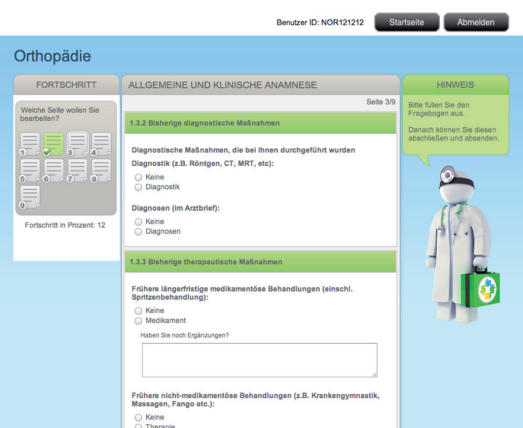 Benutzer ID: NOR121212
Startseite
Abmelden
Orthopädie
FORTSCHRITT
Welche Seite wollen Sie
bearbeiten?
1
3
4
5
6
7
8
9
Fortschritt in Prozent: 12
ALLGEMEINE UND KLINISCHE ANAMNESE
Seite 3/9
1.3.2 Bisherige diagnostische Maßnahmen
Diagnostische Maßnahmen, die bei Ihnen durchgeführt wurden
Diagnostik (z.B. Röntgen, CT, MRT, etc):
Keine
Diagnostik
Diagnosen (im Arztbrief):
Keine
Diagnosen
1.3.3 Bisherige therapeutische Maßnahmen
Frühere längerfristige medikamentöse Behandlungen (einschl.
Spritzenbehandlung):
Keine
Medikament
Haben Sie noch Ergänzungen?
Frühere nicht-medikamentöse Behandlungen (z.B. Krankengymnastik,
Massagen, Fango etc.):
Keine
Therapie
HINWEIS
Bitte füllen Sie den
Fragebogen aus.
Danach können Sie diesen
abschließen und absenden.